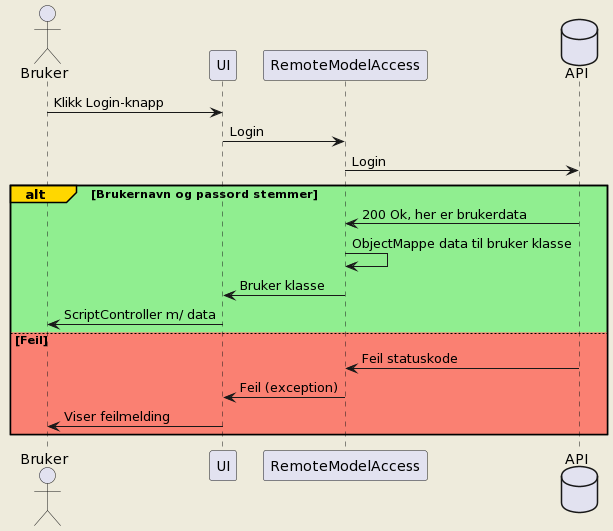 Bruker
UI
RemoteModelAccess
API
Klikk Login-knapp
Login
Login
alt
[Brukernavn og passord stemmer]
200 Ok, her er brukerdata
ObjectMappe data til bruker klasse
Bruker klasse
ScriptController m/ data
[Feil]
Feil statuskode
Feil (exception)
Viser feilmelding
Bruker
UI
RemoteModelAccess
API